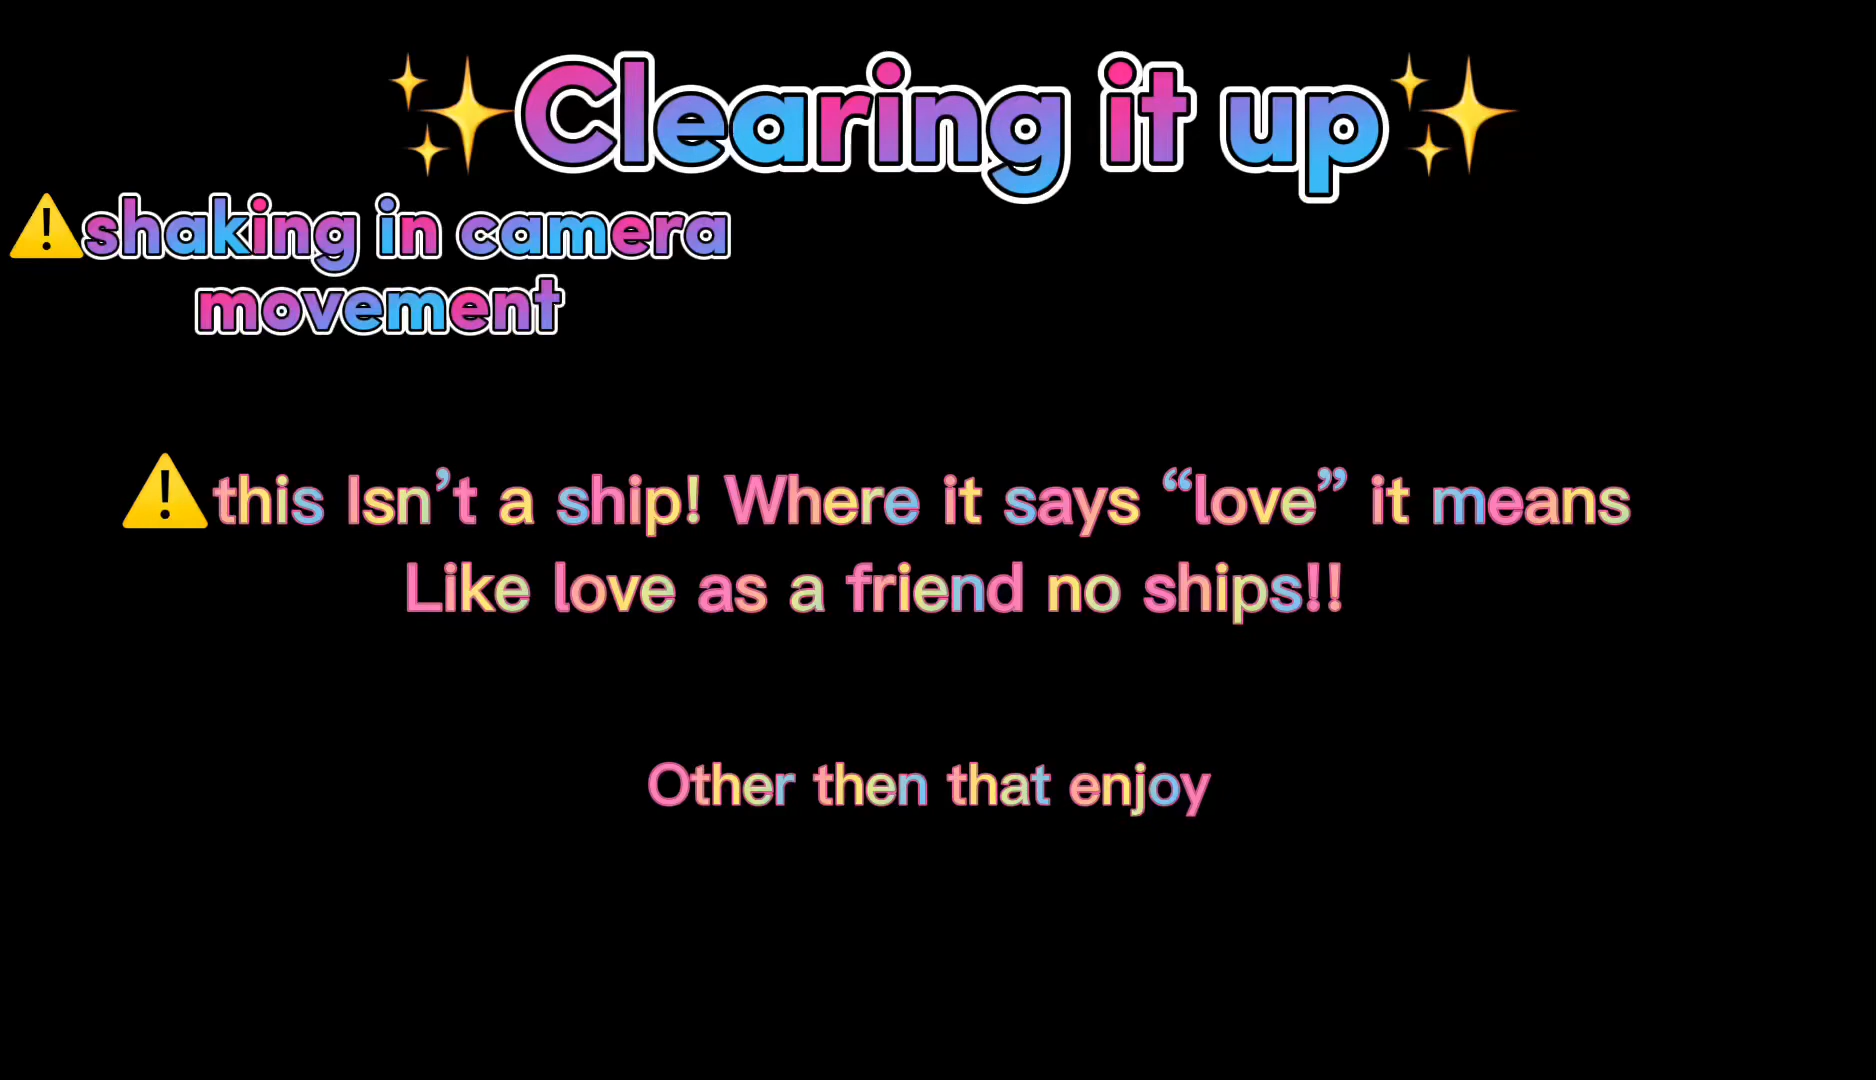 ✨Clearing it up✨
⚠️shaking in camera
movement
⚠️this Isn’t a ship! Where it says “love” it means
Like love as a friend no ships!!
Other then that enjoy